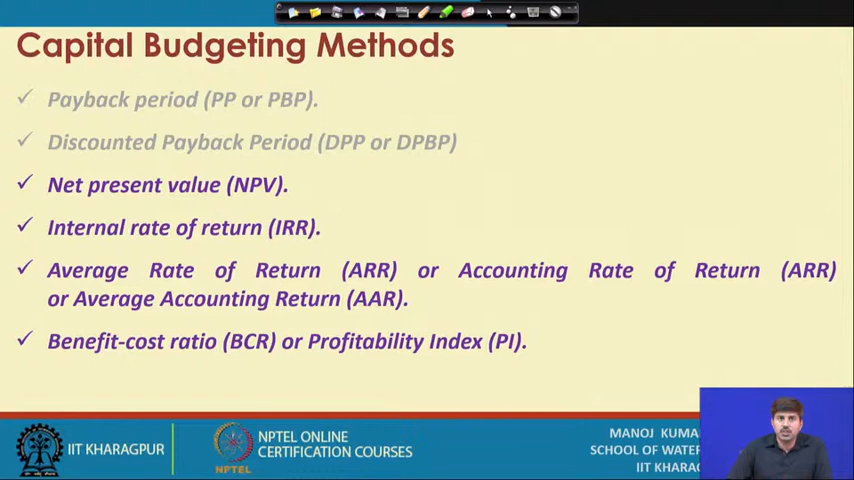 Capital Budgeting Methods
✓ Payback period (PP or PBP).
✓ Discounted Payback Period (DPP or DPBP)
✓ Net present value (NPV).
✓ Internal rate of return (IRR).
✓ Average Rate of Return (ARR) or Accounting Rate of Return (ARR)
or Average Accounting Return (AAR).
✓ Benefit-cost ratio (BCR) or Profitability Index (PI).
IIT KHARAGPUR
NPTEL
NPTEL ONLINE
CERTIFICATION COURSES
MANOJ
SCHOOL OF
IIT